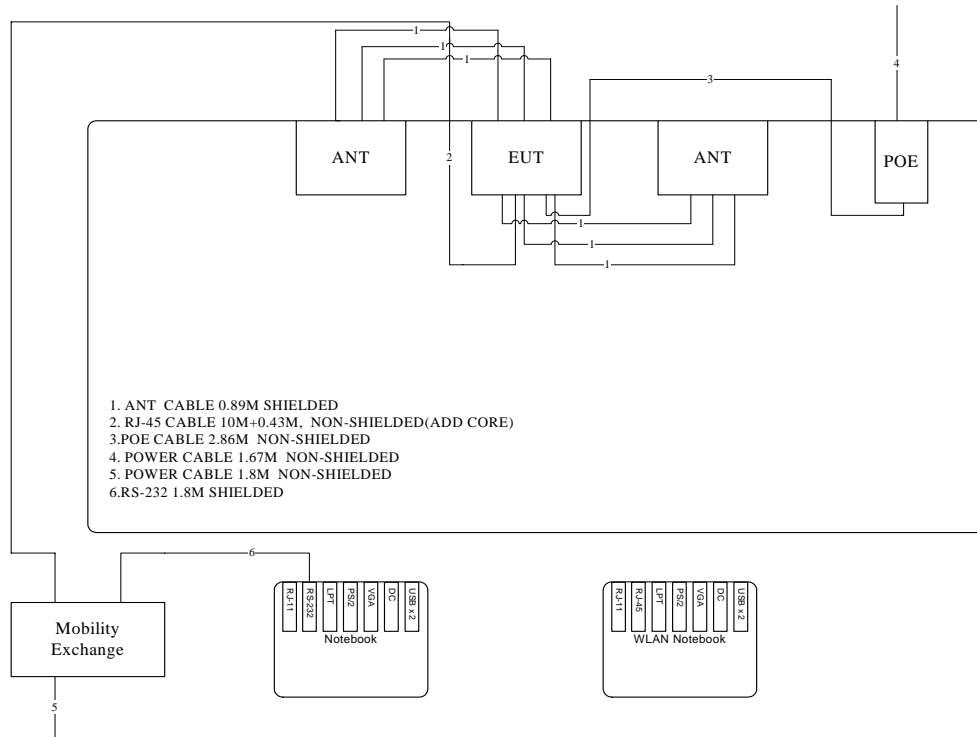 1
1
1
4
3
ANT
2
EUT
ANT
POE
1
1
1
1. ANT CABLE 0.89M SHIELDED
2. RJ-45 CABLE 10M+0.43M, NON-SHIELDED(ADD CORE)
3.POE CABLE 2.86M NON-SHIELDED
4. POWER CABLE 1.67M NON-SHIELDED
5. POWER CABLE 1.8M NON-SHIELDED
6.RS-232 1.8M SHIELDED
6
Mobility
Exchange
5
RJ-11
RS-232
LPT
PS/2
VGA
DC
USB x 2
Notebook
RJ-11
RJ-45
LPT
PS/2
VGA
DC
USB x 2
WLAN Notebook